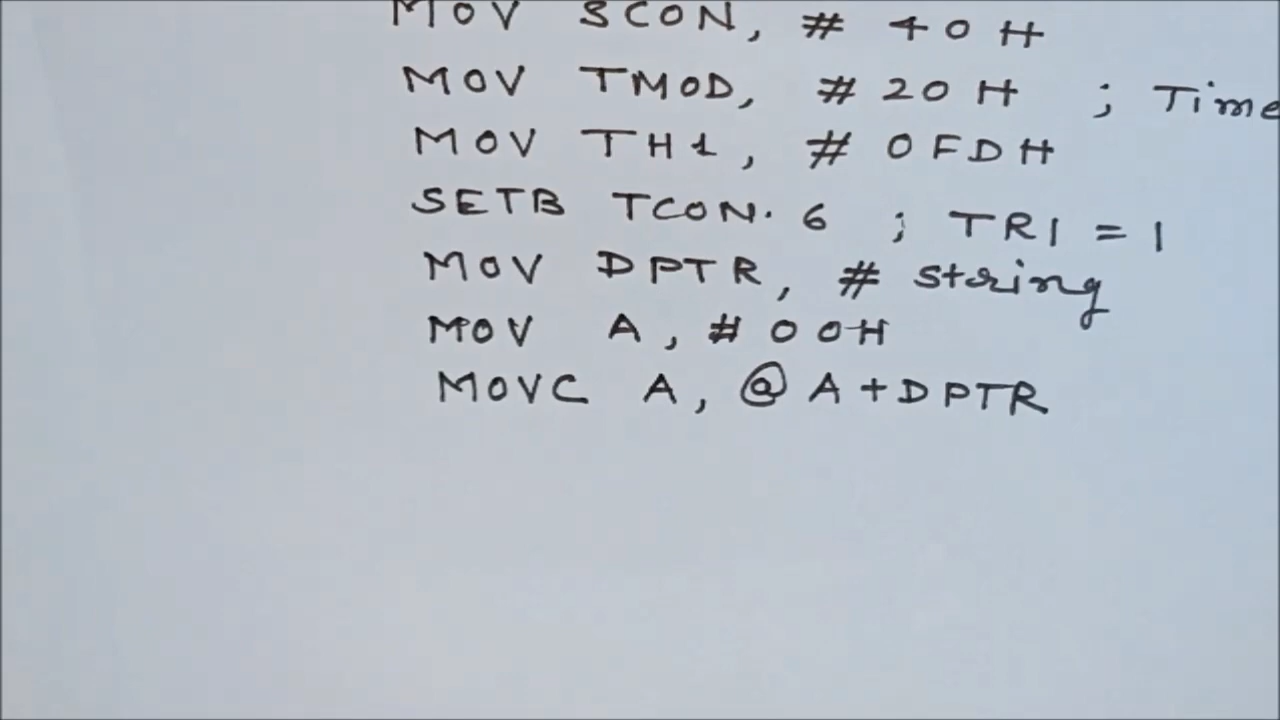 MOV SCON, # 40H
MOV TMOD, # 20H ; Time
MOV TH1, # 0FDH
SETB TCON.6 ; TR1 = 1
MOV DPTR, # string
MOV A, # 00H
MOVC A, @ A+DPTR